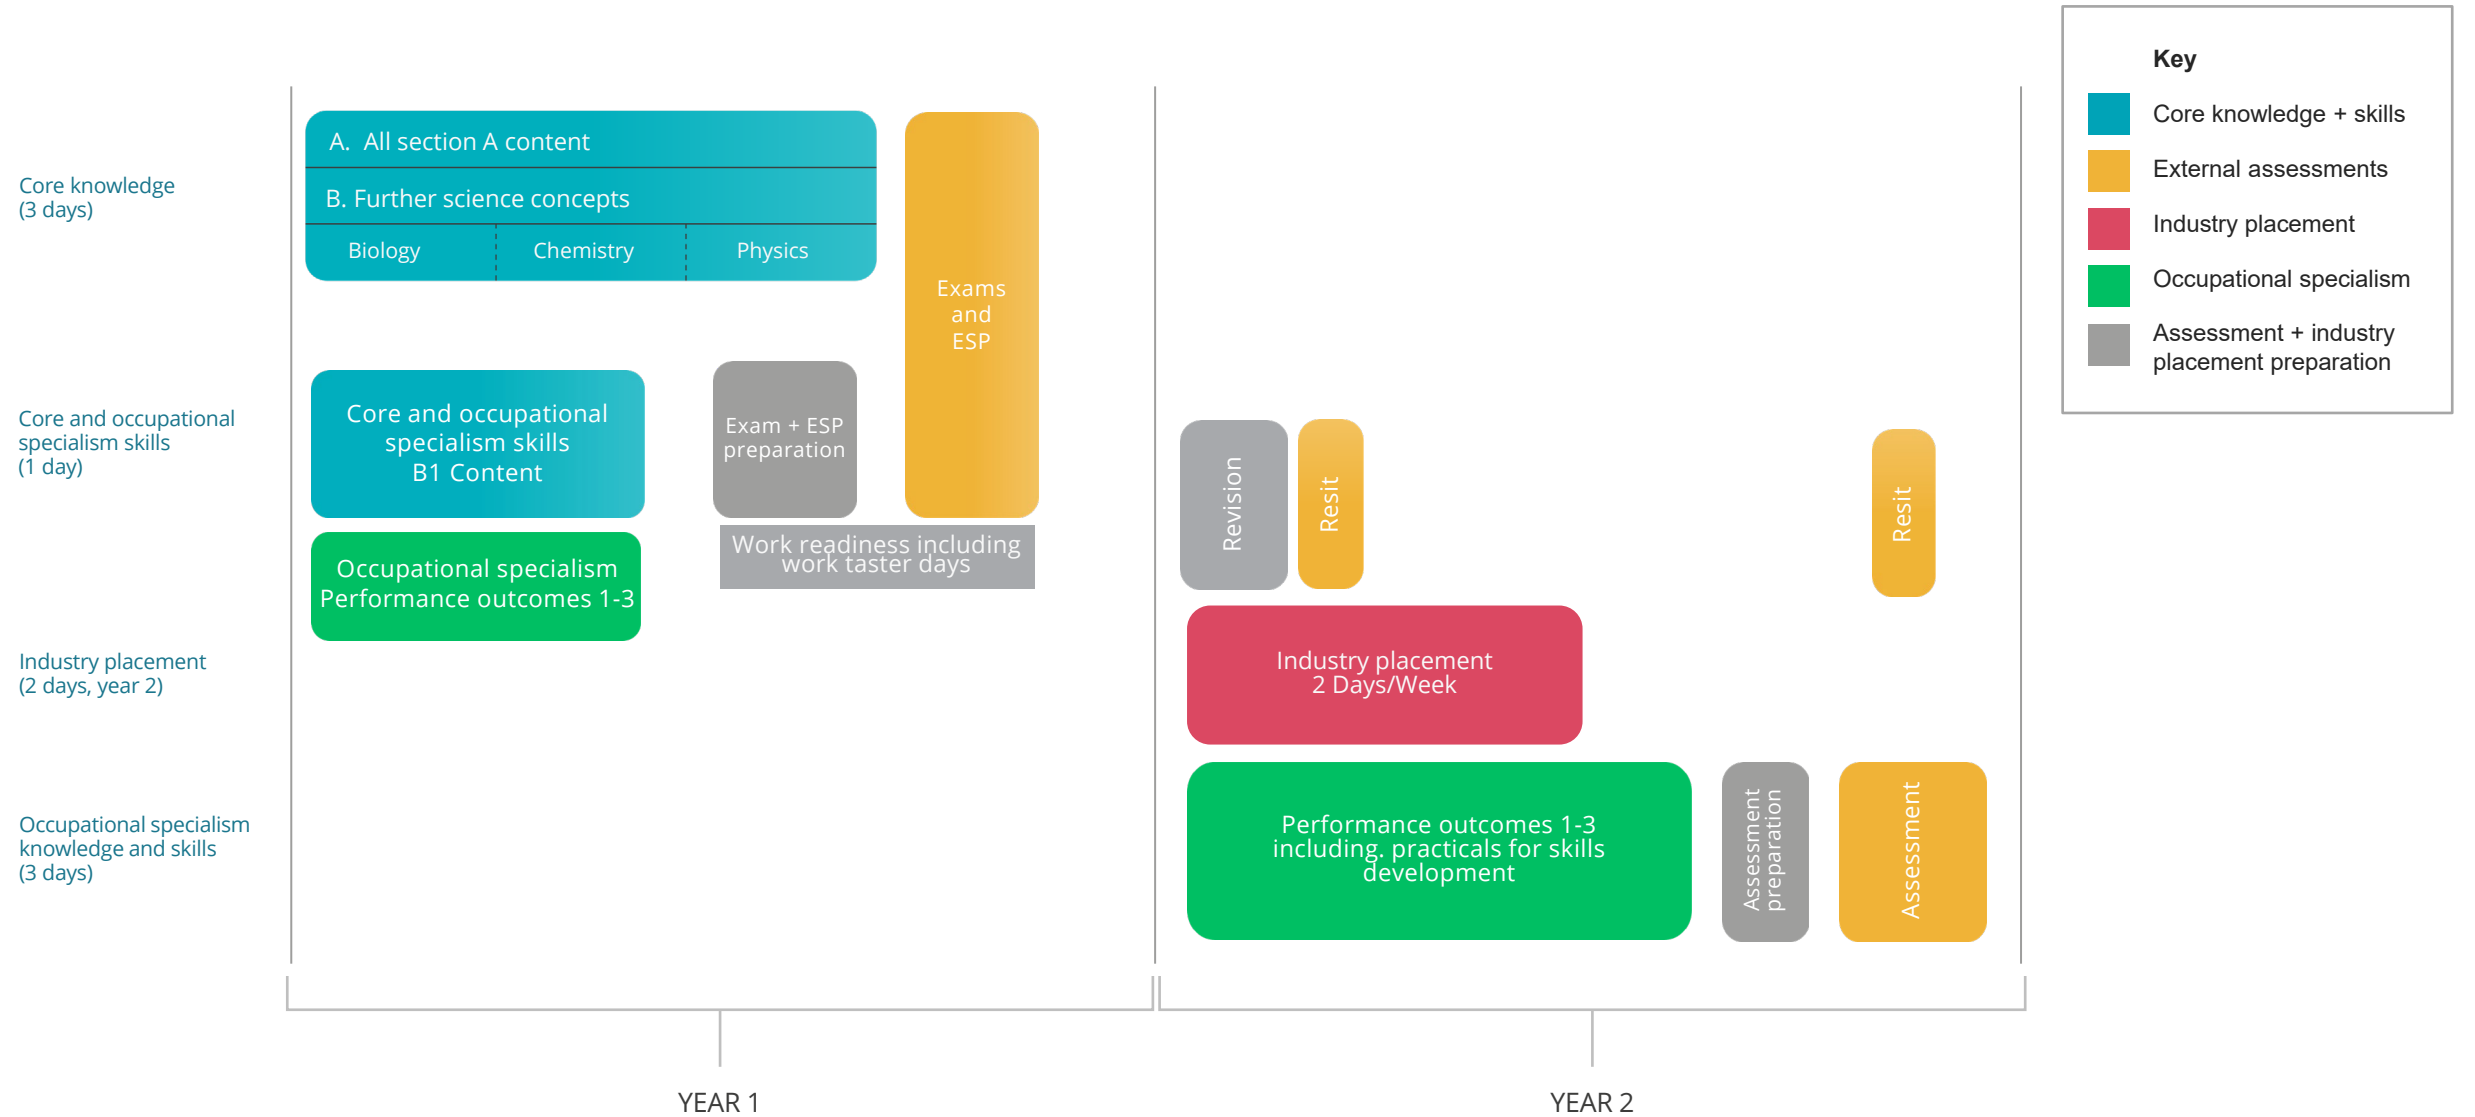 Key
Core knowledge + skills
External assessments
Industry placement
Occupational specialism
Assessment + industry
placement preparation
Core knowledge
(3 days)
A. All section A content
B. Further science concepts
Biology
Chemistry
Physics
Exams
and
ESP
Core and occupational
specialism skills
(1 day)
Core and occupational
specialism skills
B1 Content
Exam + ESP
preparation
Work readiness including
work taster days
Occupational specialism
Performance outcomes 1-3
Revision
Resit
Resit
Industry placement
(2 days, year 2)
Industry placement
2 Days/Week
Occupational specialism
knowledge and skills
(3 days)
Performance outcomes 1-3
including. practicals for skills
development
Assessment
preparation
Assessment
YEAR 1
YEAR 2